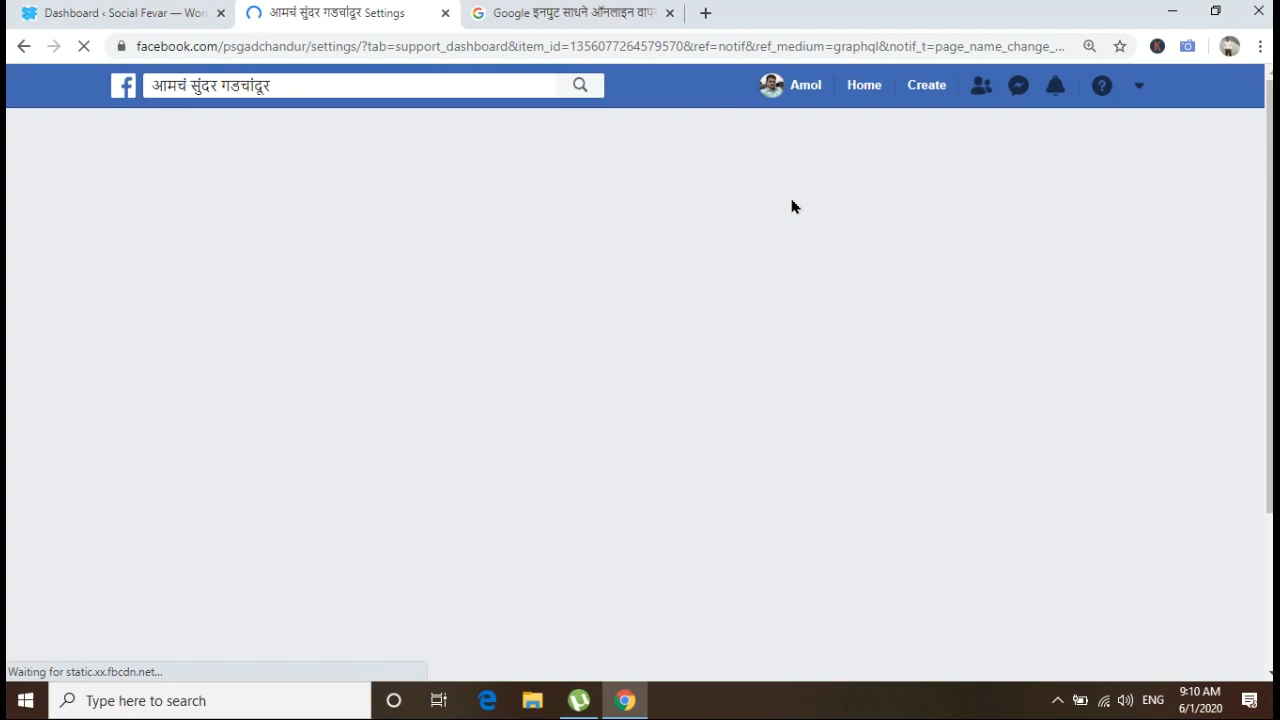 Dashboard ‹ Social Fevar — Wor
आमचं सुंदर गडचांदूर Settings
Google इनपुट साधने ऑनलाइन वाप
facebook.com/psgadchandur/settings/?tab=support_dashboard&item_id=1356077264579570&ref=notif&ref_medium=graphql&notif_t=page_name_change_...
आमचं सुंदर गडचांदूर
Amol
Home
Create
Waiting for static.xx.fbcdn.net...
Type here to search
ENG
9:10 AM
6/1/2020